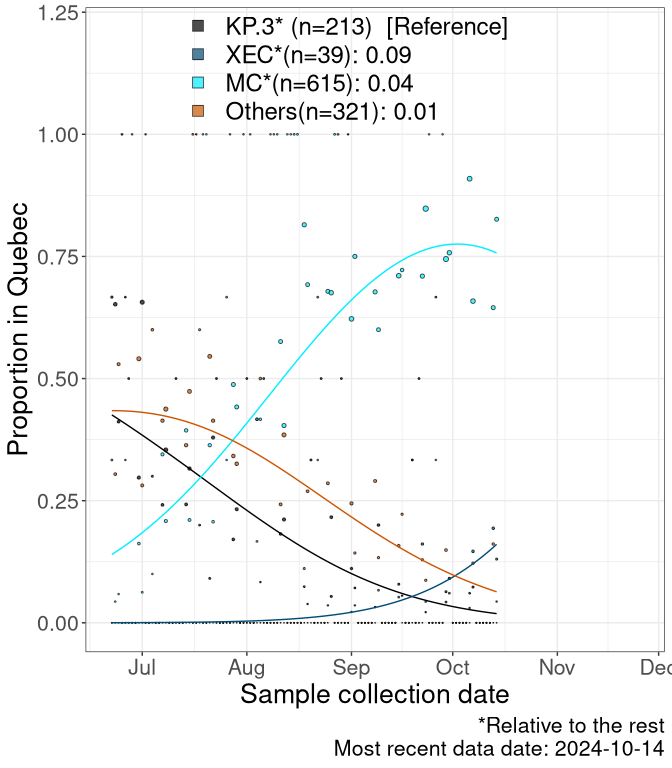 KP.3* (n=213)  [Reference]
XEC*(n=39): 0.09
MC*(n=615): 0.04
Others(n=321): 0.01
Proportion in Quebec
1.25
1.00
0.75
0.50
0.25
0.00
Jul Aug Sep Oct Nov Dec
Sample collection date
*Relative to the rest
Most recent data date: 2024-10-14